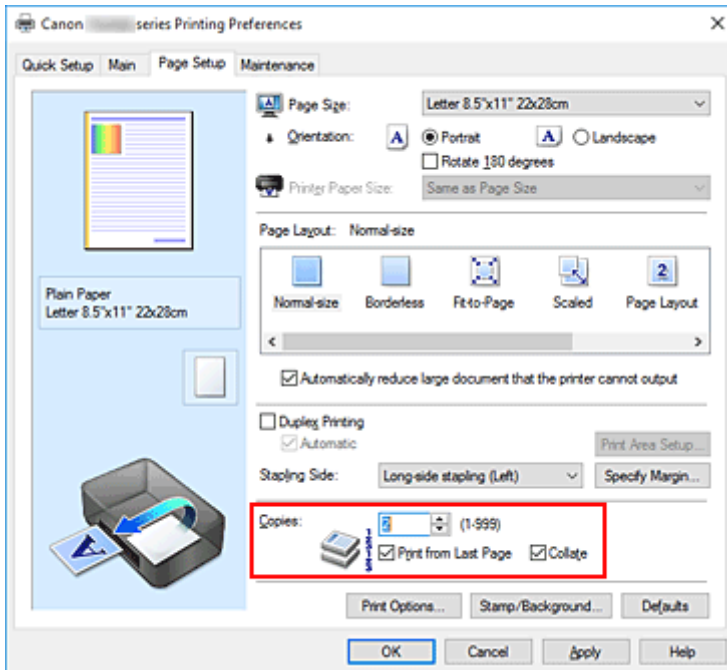 Canon series Printing Preferences
Quick Setup Main Page Setup Maintenance
Page Size: Letter 8.5"x11" 22x28cm
Orientation: A Portrait A Landscape
Rotate 180 degrees
Printer Paper Size: Same as Page Size
Page Layout: Normal-size
2
Normal-size Borderless Fit-to-Page Scaled Page Layout
Plain Paper
Letter 8.5"x11" 22x28cm
Automatically reduce large document that the printer cannot output
Duplex Printing
Automatic
Print Area Setup...
Stapling Side: Long-side stapling (Left) Specify Margin...
Copies: 2 (1-999)
Print from Last Page Collate
A
Print Options... Stamp/Background... Defaults
OK Cancel Apply Help